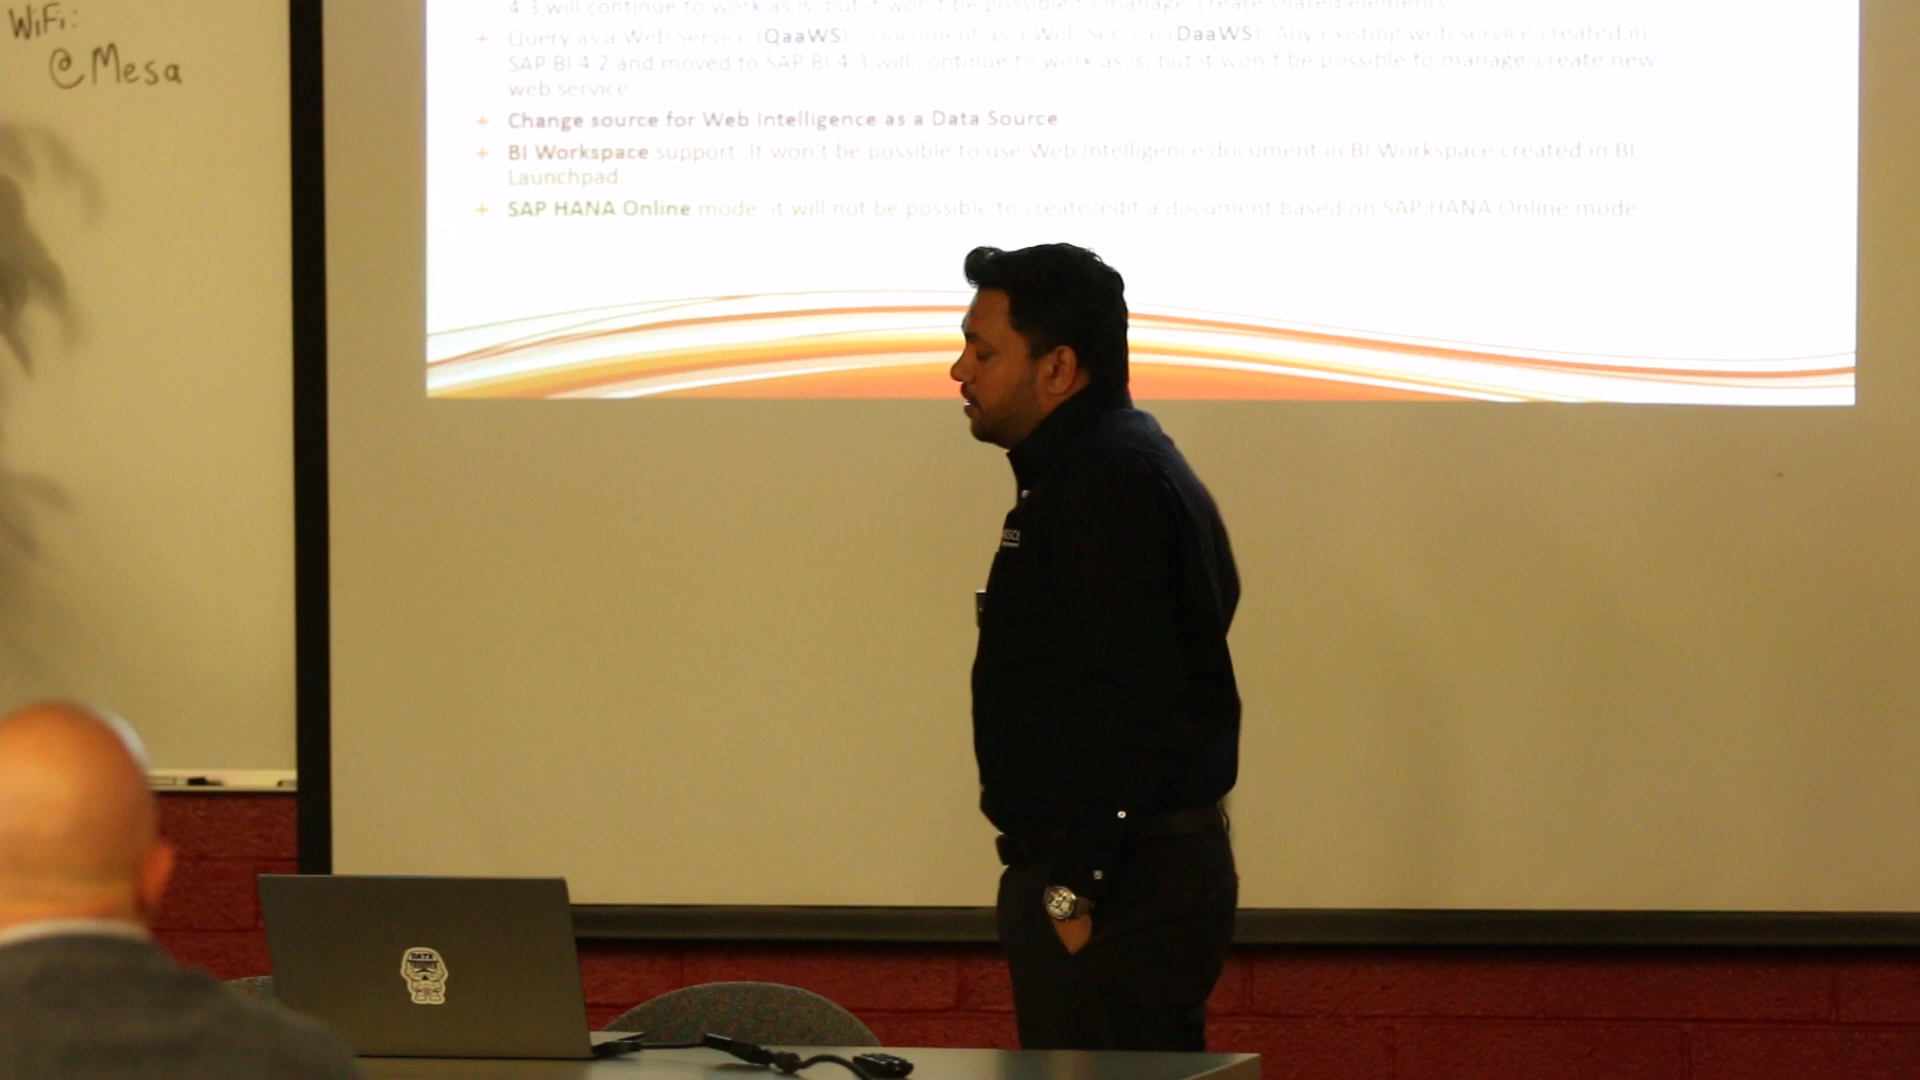 WiFi:
@Mesa
4.3 will continue to work as is, but it won't be possible to manage/create shared elements
+ Query as a Web Service (QaaWS), Document as a Web Service (DaaWS): Any existing web service created in
SAP BI 4.2 and moved to SAP BI 4.3 will continue to work as is, but it won't be possible to manage/create new
web service
+ Change source for Web Intelligence as a Data Source
+ BI Workspace support: It won't be possible to use Web Intelligence document in BI Workspace created in BI
Launchpad.
+ SAP HANA Online mode: it will not be possible to create/edit a document based on SAP HANA Online mode
DATA